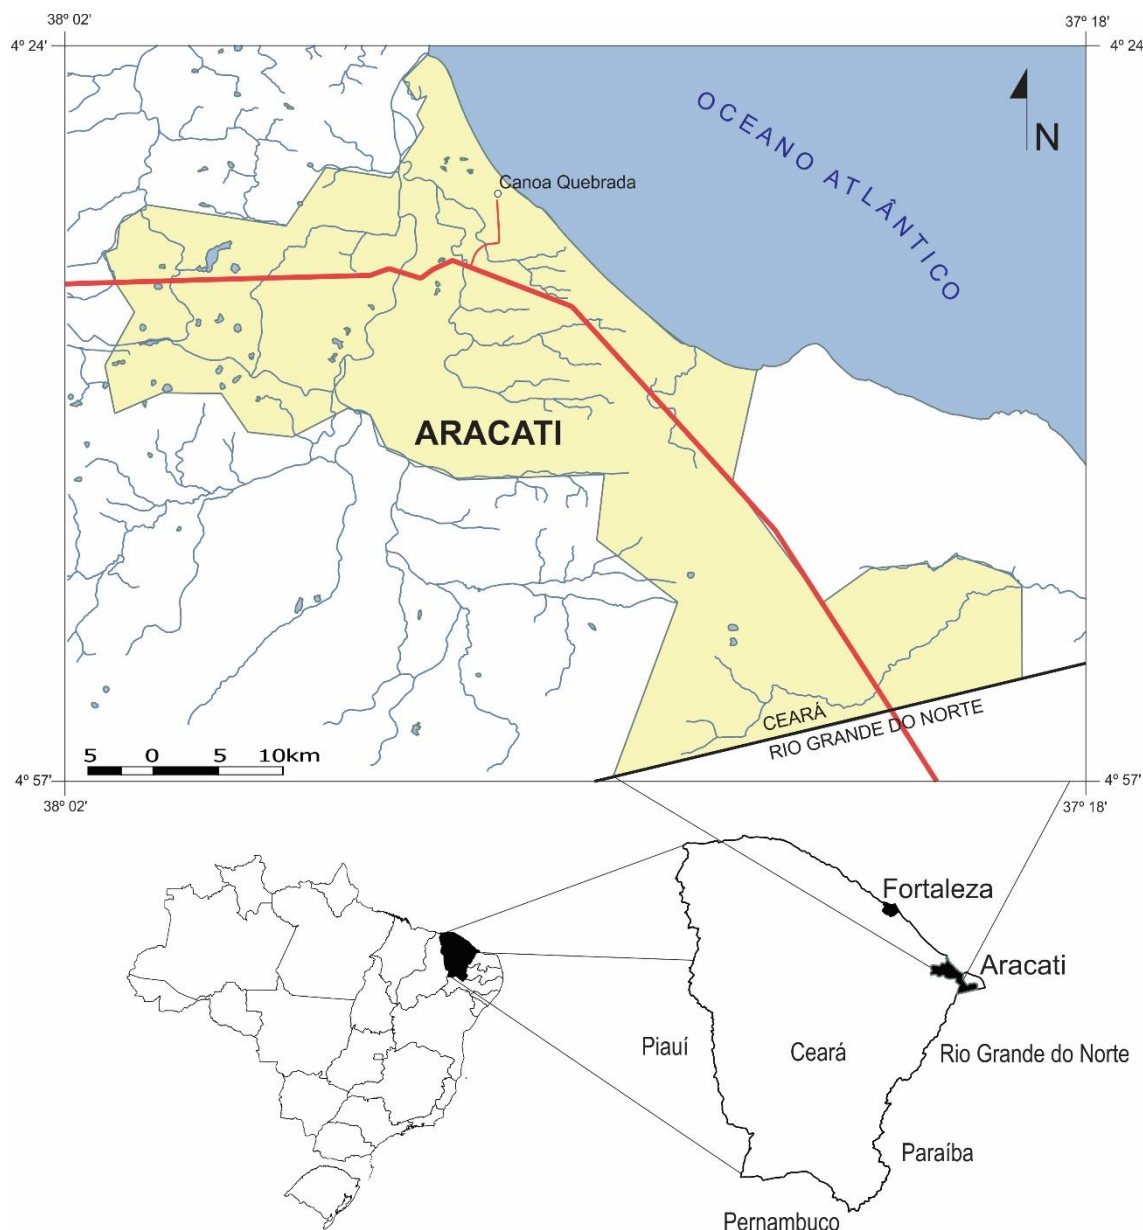 38º 02'
37º 18'
4º 24'
4º 24
OCEANO ATLÂNTICO
N
Canoa Quebrada
ARACATI
CEARÁ
RIO GRANDE DO NORTE
5 0 5 10km
4º 57'
4º 57'
38º 02'
37º 18'
Fortaleza
Aracati
Piauí
Ceará
Rio Grande do Norte
Paraíba
Pernambuco